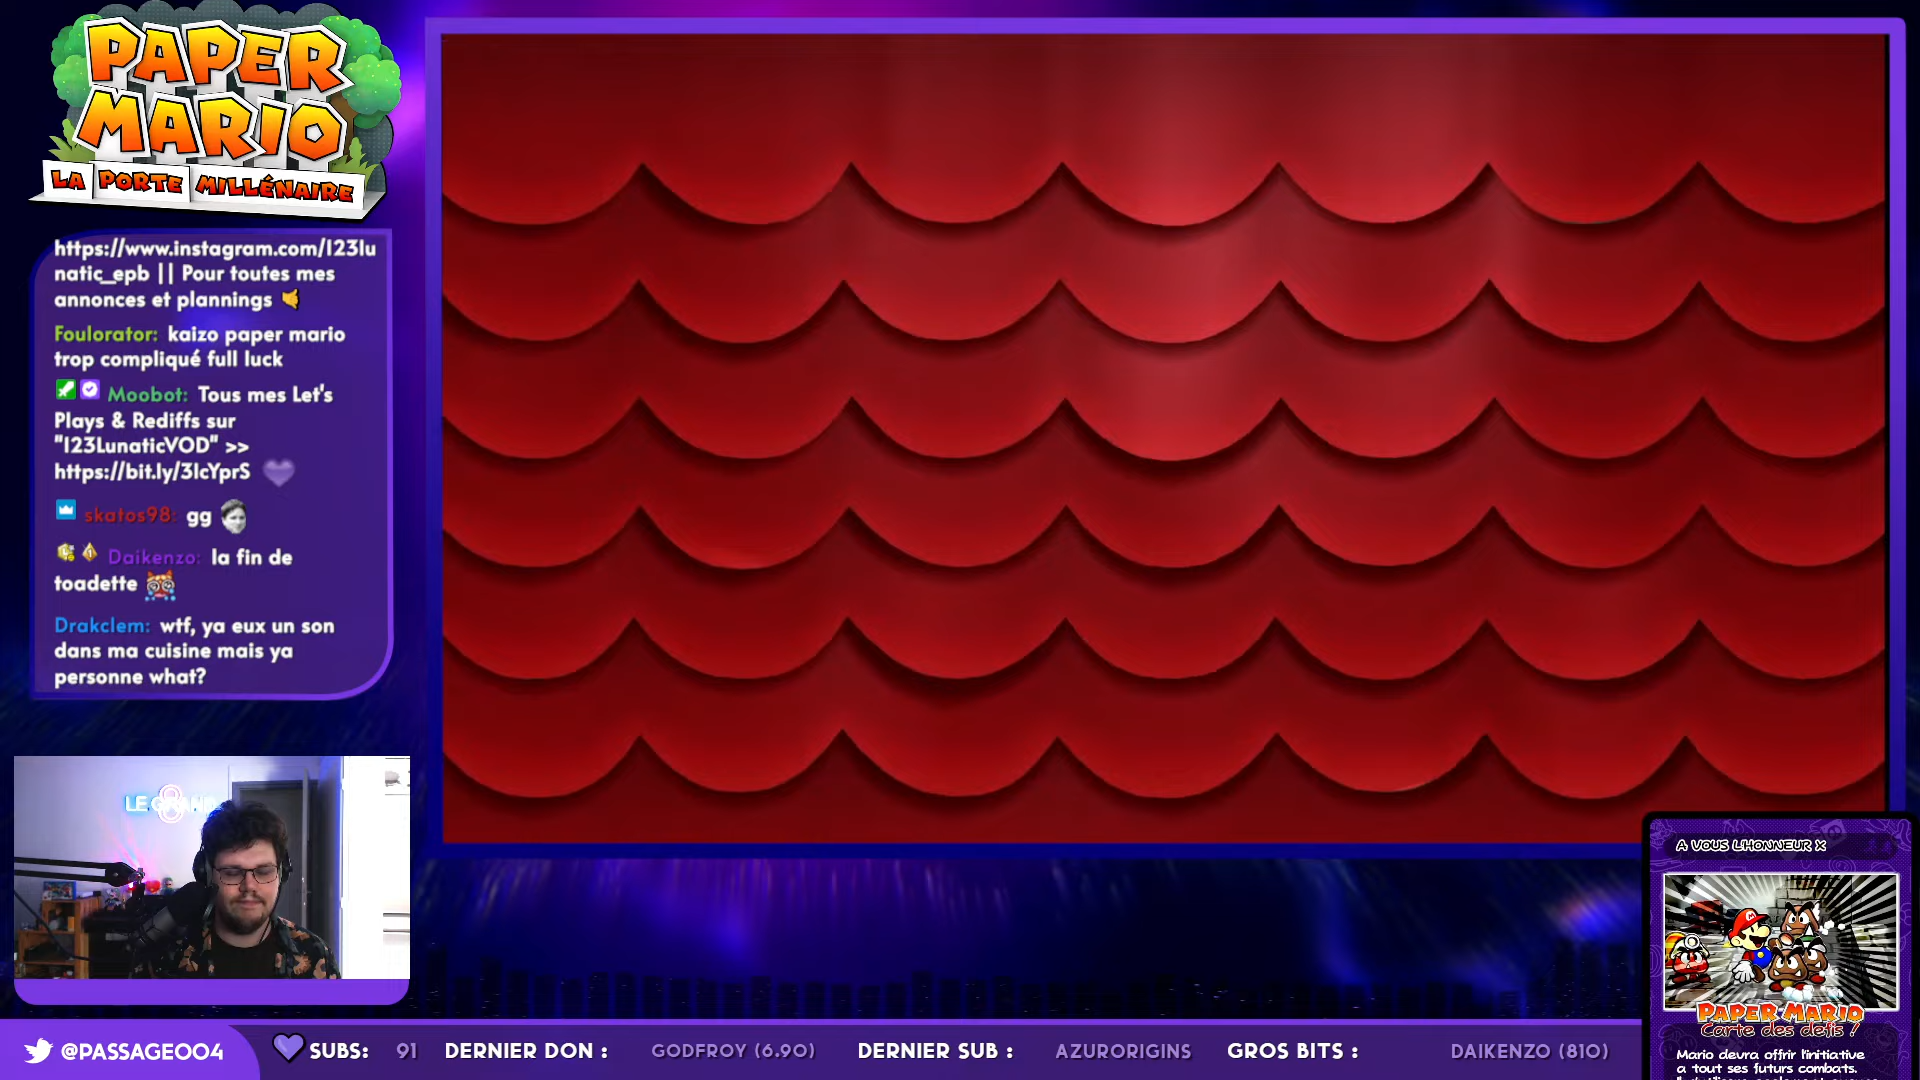 PAPER
MARIO
LA PORTE MILLÉNAIRE
https://www.instagram.com/123lu
natic_epb || Pour toutes mes
annonces et plannings
Foulorator: kaizo paper mario
trop compliqué full luck
Moobot: Tous mes Let's
Plays & Rediffs sur
"123LunaticVOD" >>
https://bit.ly/3lcYprS
skatos98: gg
Daikenzo: la fin de
toadette
Drakclem: wtf, ya eux un son
dans ma cuisine mais ya
personne what?
LE GRAND
8
@PASSAGE004
SUBS: 91
DERNIER DON : GODFROY (6.90)
DERNIER SUB : AZURORIGINS
GROS BITS : DAIKENZO (810)
A VOUS L'HONNEUR X
PAPER MARIO
Carte des défis !
Mario devra offrir l'initiative
a tout ses futurs combats.